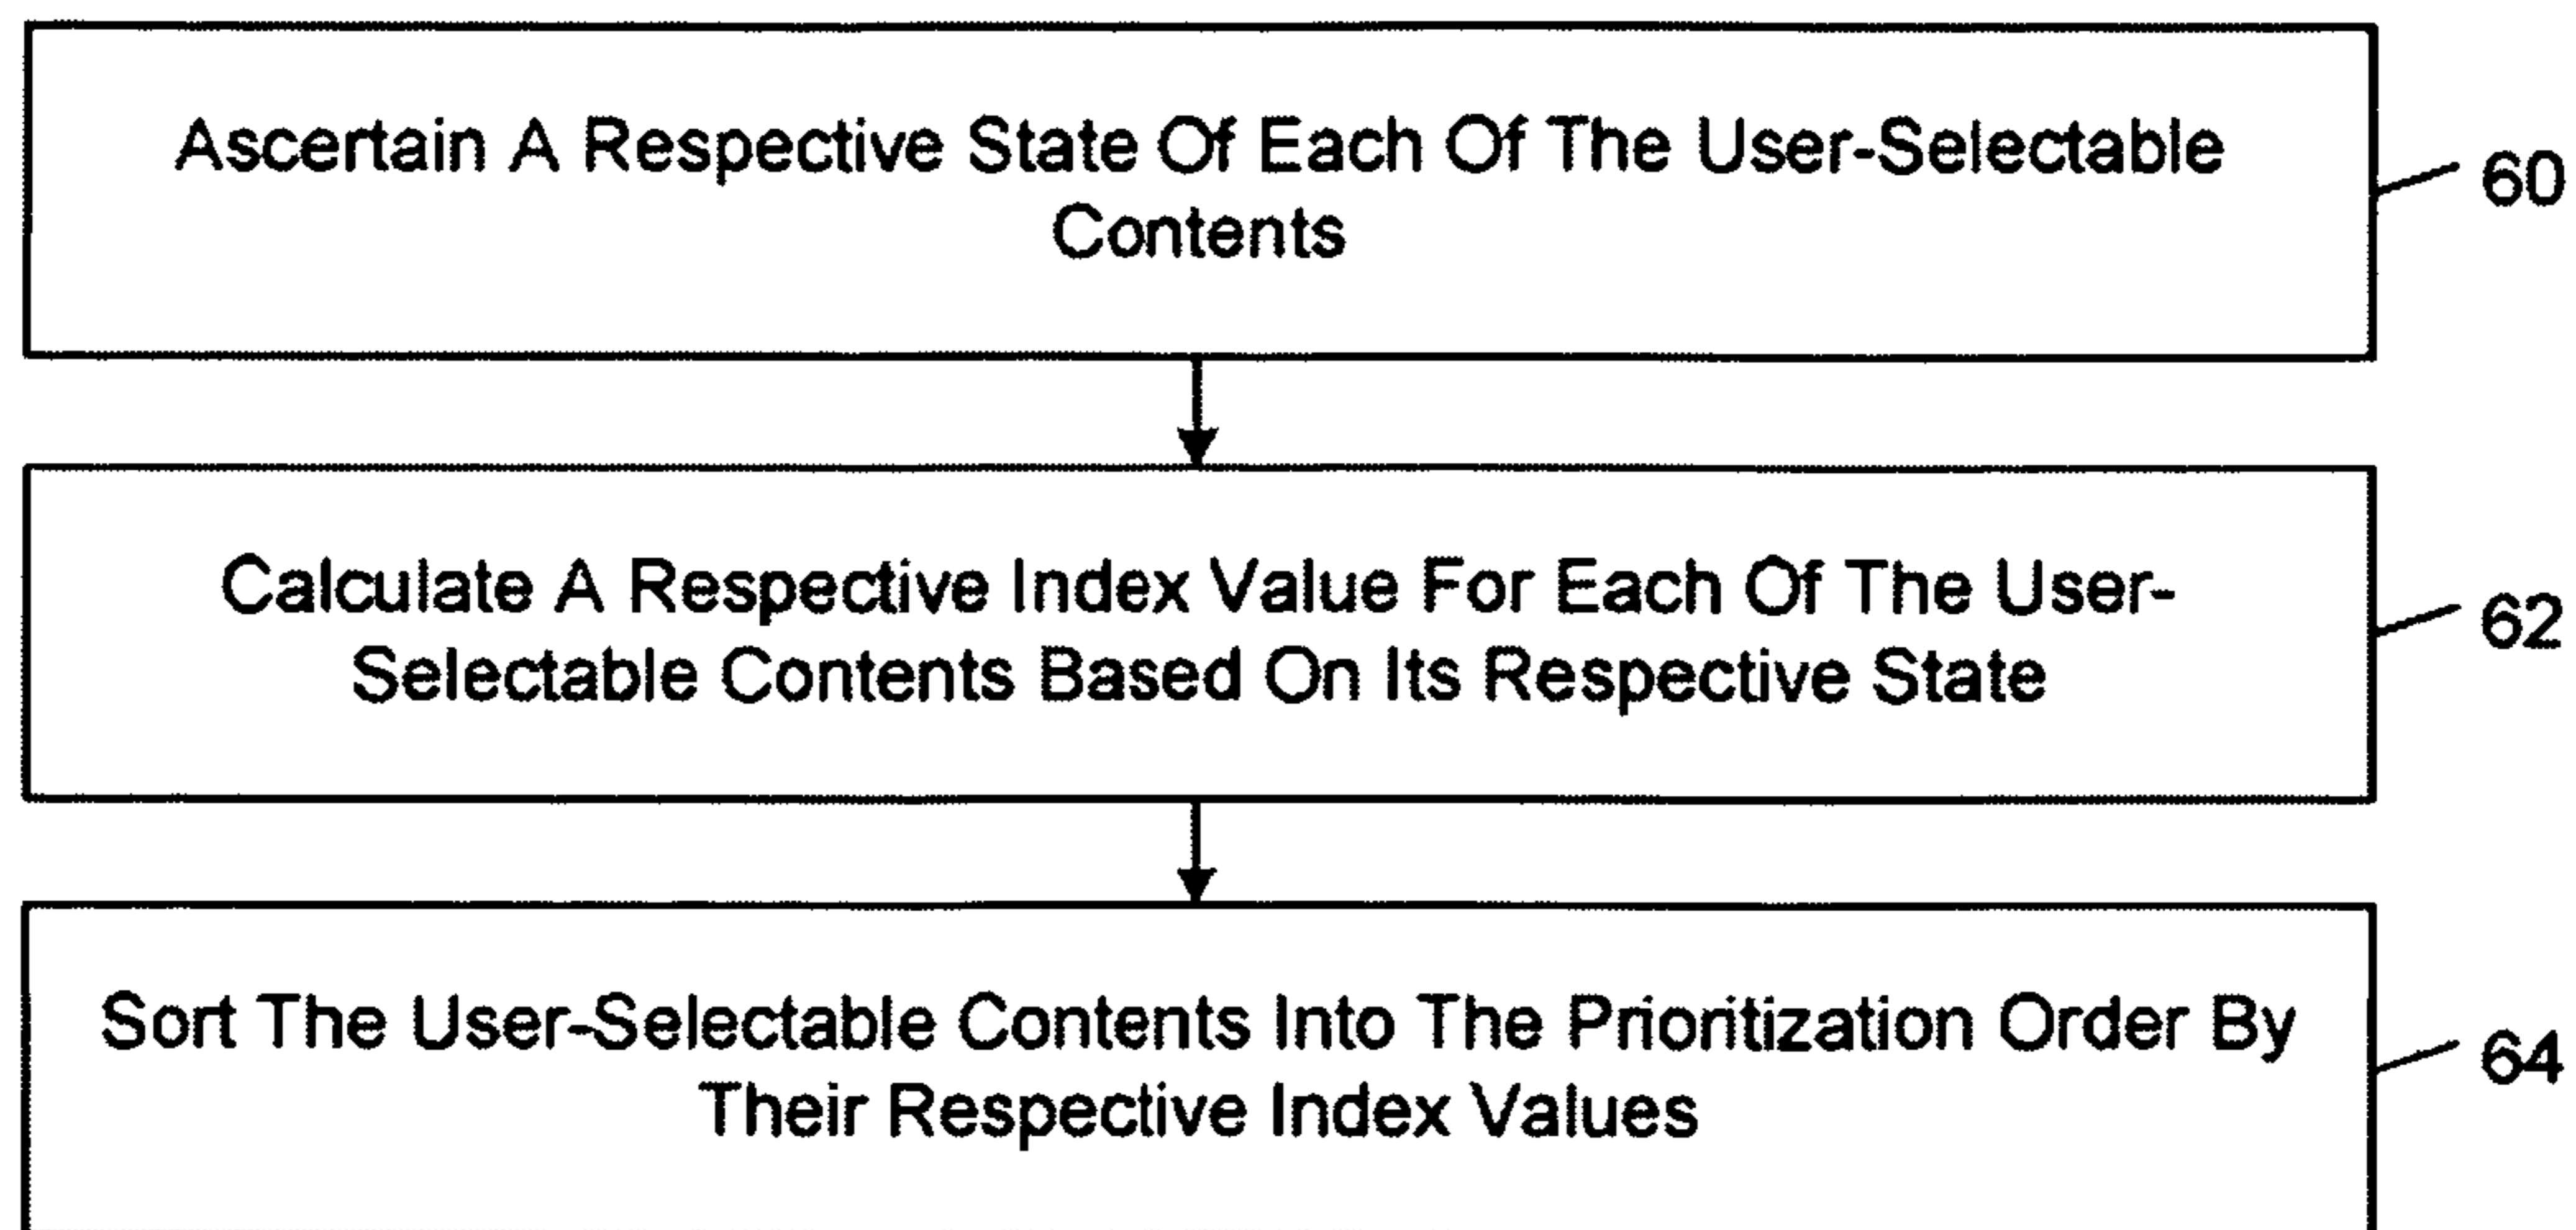 Ascertain A Respective State Of Each Of The User-Selectable
Contents
60
Calculate A Respective Index Value For Each Of The User-
Selectable Contents Based On Its Respective State
62
Sort The User-Selectable Contents Into The Prioritization Order By
Their Respective Index Values
64